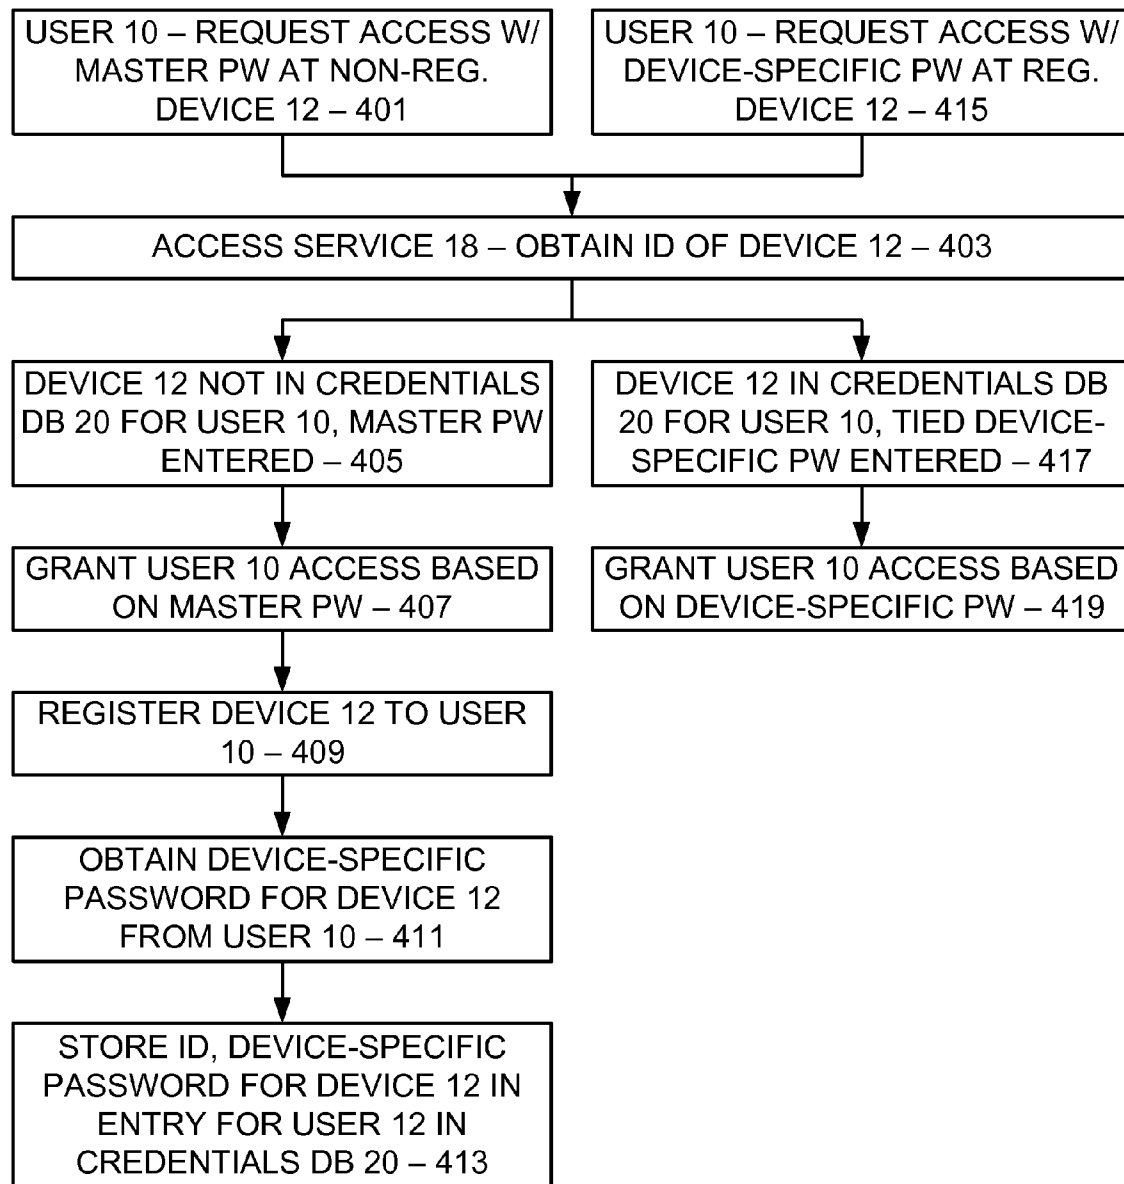 USER 10 – REQUEST ACCESS W/
MASTER PW AT NON-REG.
DEVICE 12 – 401
USER 10 – REQUEST ACCESS W/
DEVICE-SPECIFIC PW AT REG.
DEVICE 12 – 415
ACCESS SERVICE 18 – OBTAIN ID OF DEVICE 12 – 403
DEVICE 12 NOT IN CREDENTIALS
DB 20 FOR USER 10, MASTER PW
ENTERED – 405
DEVICE 12 IN CREDENTIALS DB
20 FOR USER 10, TIED DEVICE-
SPECIFIC PW ENTERED – 417
GRANT USER 10 ACCESS BASED
ON MASTER PW – 407
GRANT USER 10 ACCESS BASED
ON DEVICE-SPECIFIC PW – 419
REGISTER DEVICE 12 TO USER
10 – 409
OBTAIN DEVICE-SPECIFIC
PASSWORD FOR DEVICE 12
FROM USER 10 – 411
STORE ID, DEVICE-SPECIFIC
PASSWORD FOR DEVICE 12 IN
ENTRY FOR USER 12 IN
CREDENTIALS DB 20 – 413